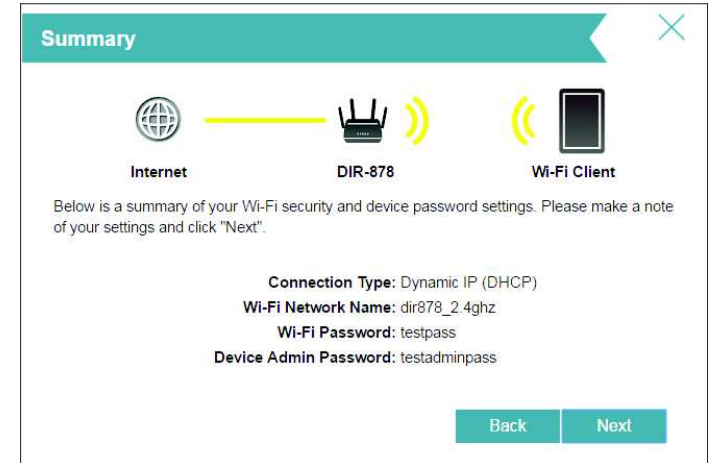 Summary
Internet
DIR-878
Wi-Fi Client
Below is a summary of your Wi-Fi security and device password settings. Please make a note
of your settings and click "Next".
Connection Type: Dynamic IP (DHCP)
Wi-Fi Network Name: dir878_2.4ghz
Wi-Fi Password: testpass
Device Admin Password: testadminpass
Back
Next